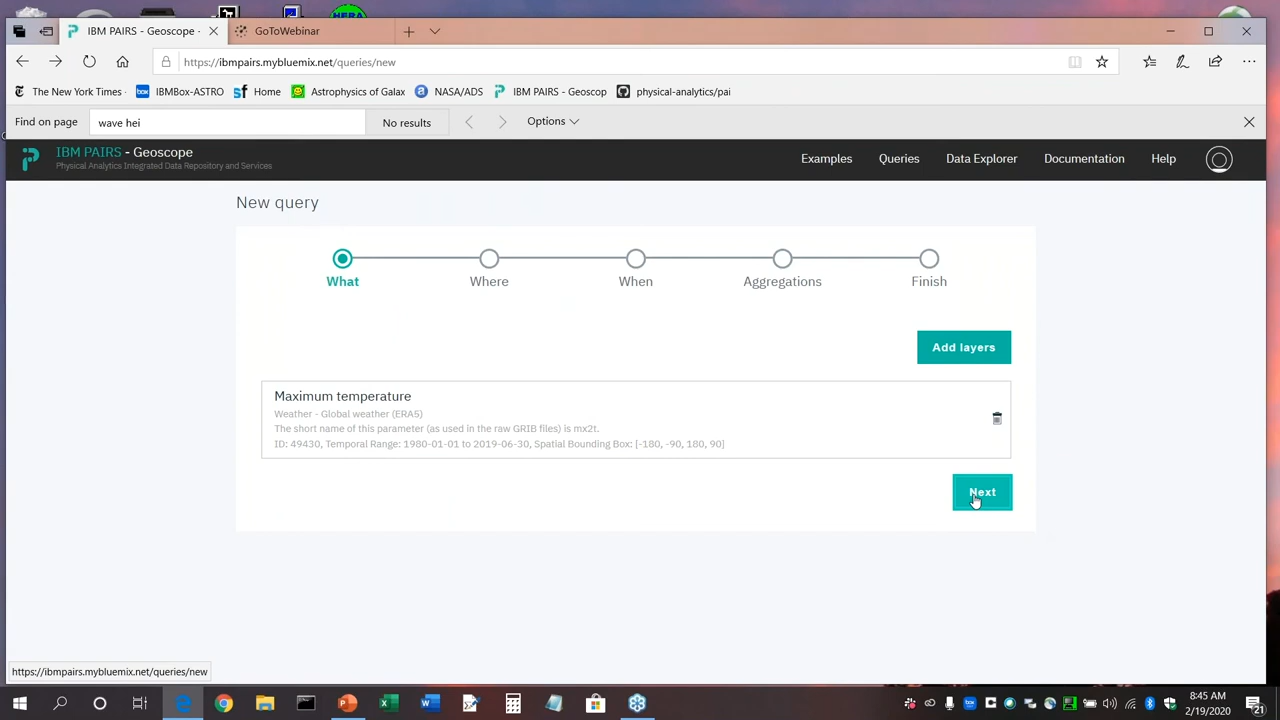 HERA
IBM PAIRS - Geoscope -
GoToWebinar
https://ibmpairs.mybluemix.net/queries/new
The New York Times - IBMBox-ASTRO Home Astrophysics of Galax NASA/ADS IBM PAIRS - Geoscop physical-analytics/pai
Find on page wave hei No results Options
IBM PAIRS - Geoscope
Physical Analytics Integrated Data Repository and Services
Examples Queries Data Explorer Documentation Help
New query
What Where When Aggregations Finish
Add layers
Maximum temperature
Weather - Global weather (ERA5)
The short name of this parameter (as used in the raw GRIB files) is mx2t.
ID: 49430, Temporal Range: 1980-01-01 to 2019-06-30, Spatial Bounding Box: [-180, -90, 180, 90]
Next
https://ibmpairs.mybluemix.net/queries/new
8:45 AM
2/19/2020
21